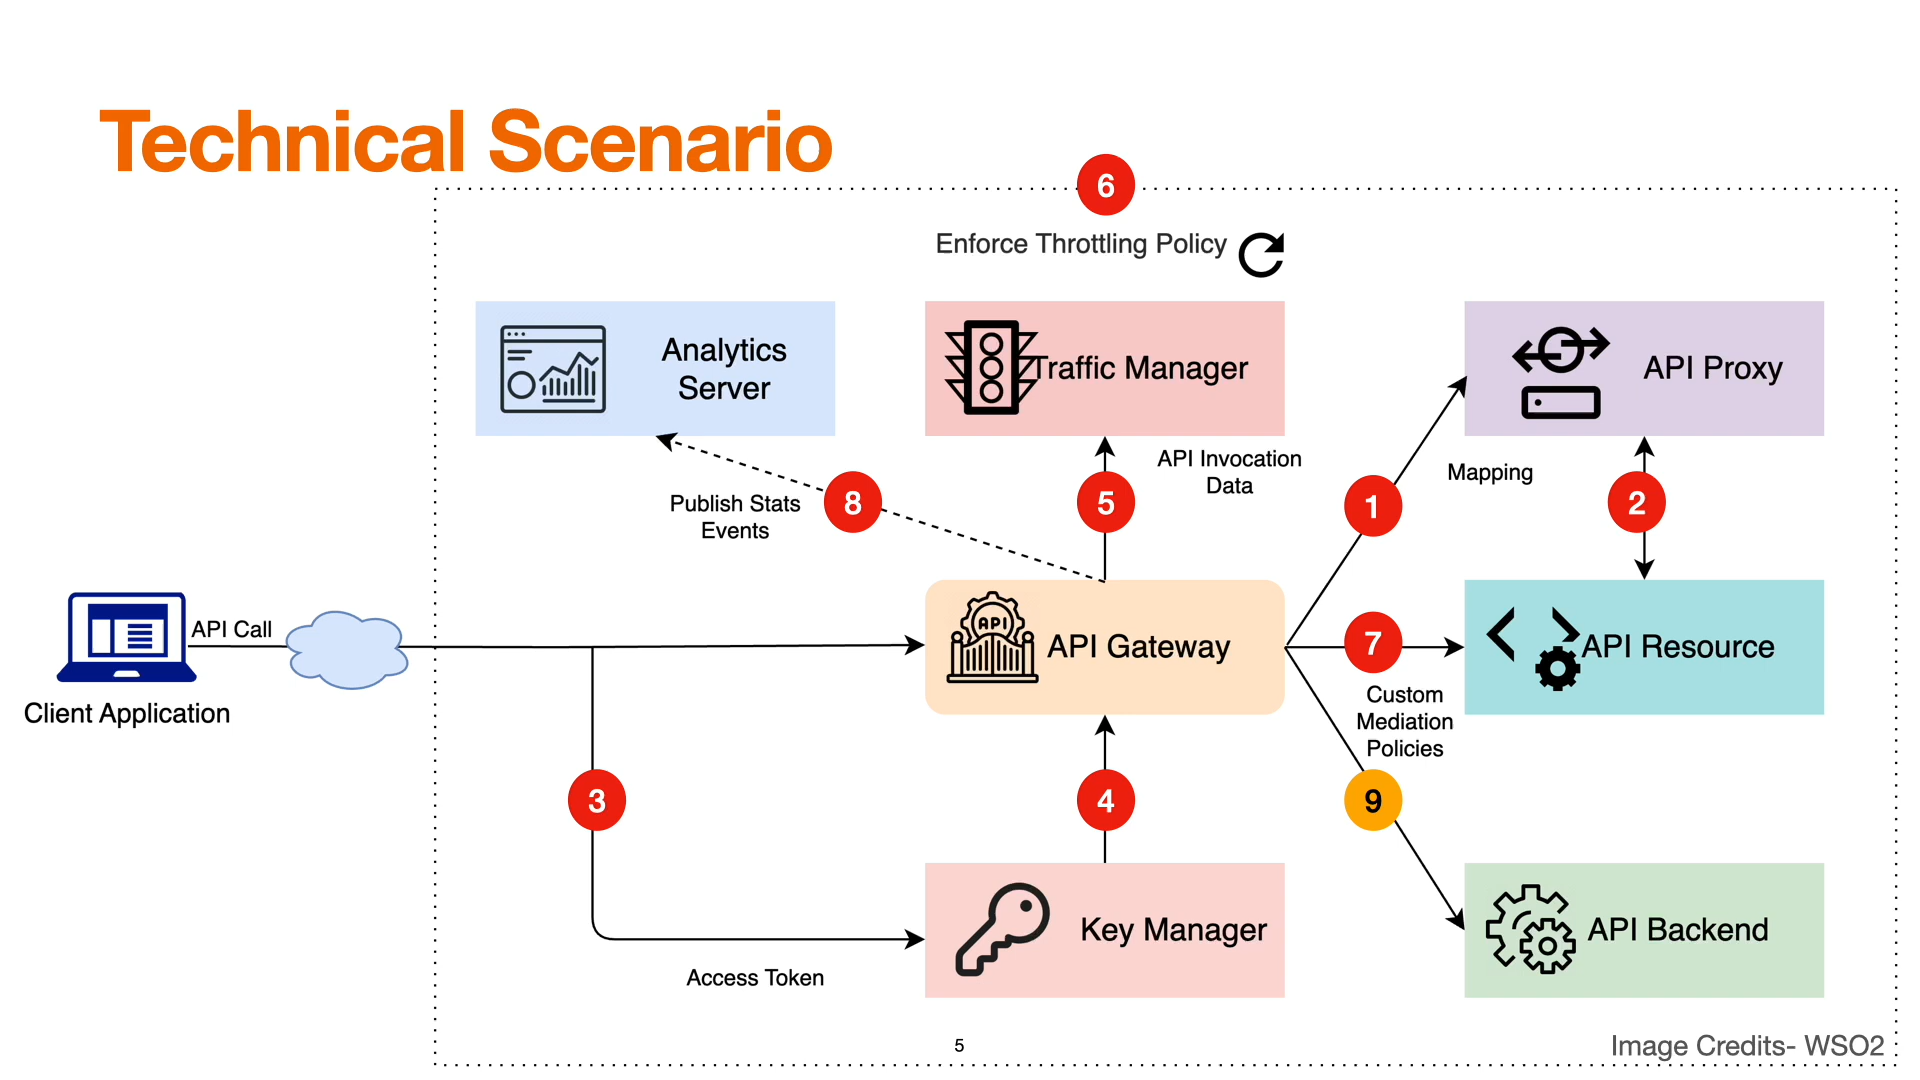 Technical Scenario
6
Enforce Throttling Policy
Analytics
Server
Traffic Manager
API Proxy
API Invocation
Data
Mapping
Publish Stats
Events
8
5
1
2
API Call
Client Application
API
API Gateway
7
API Resource
Custom
Mediation
Policies
3
4
9
Key Manager
API Backend
Access Token
5
Image Credits- WSO2